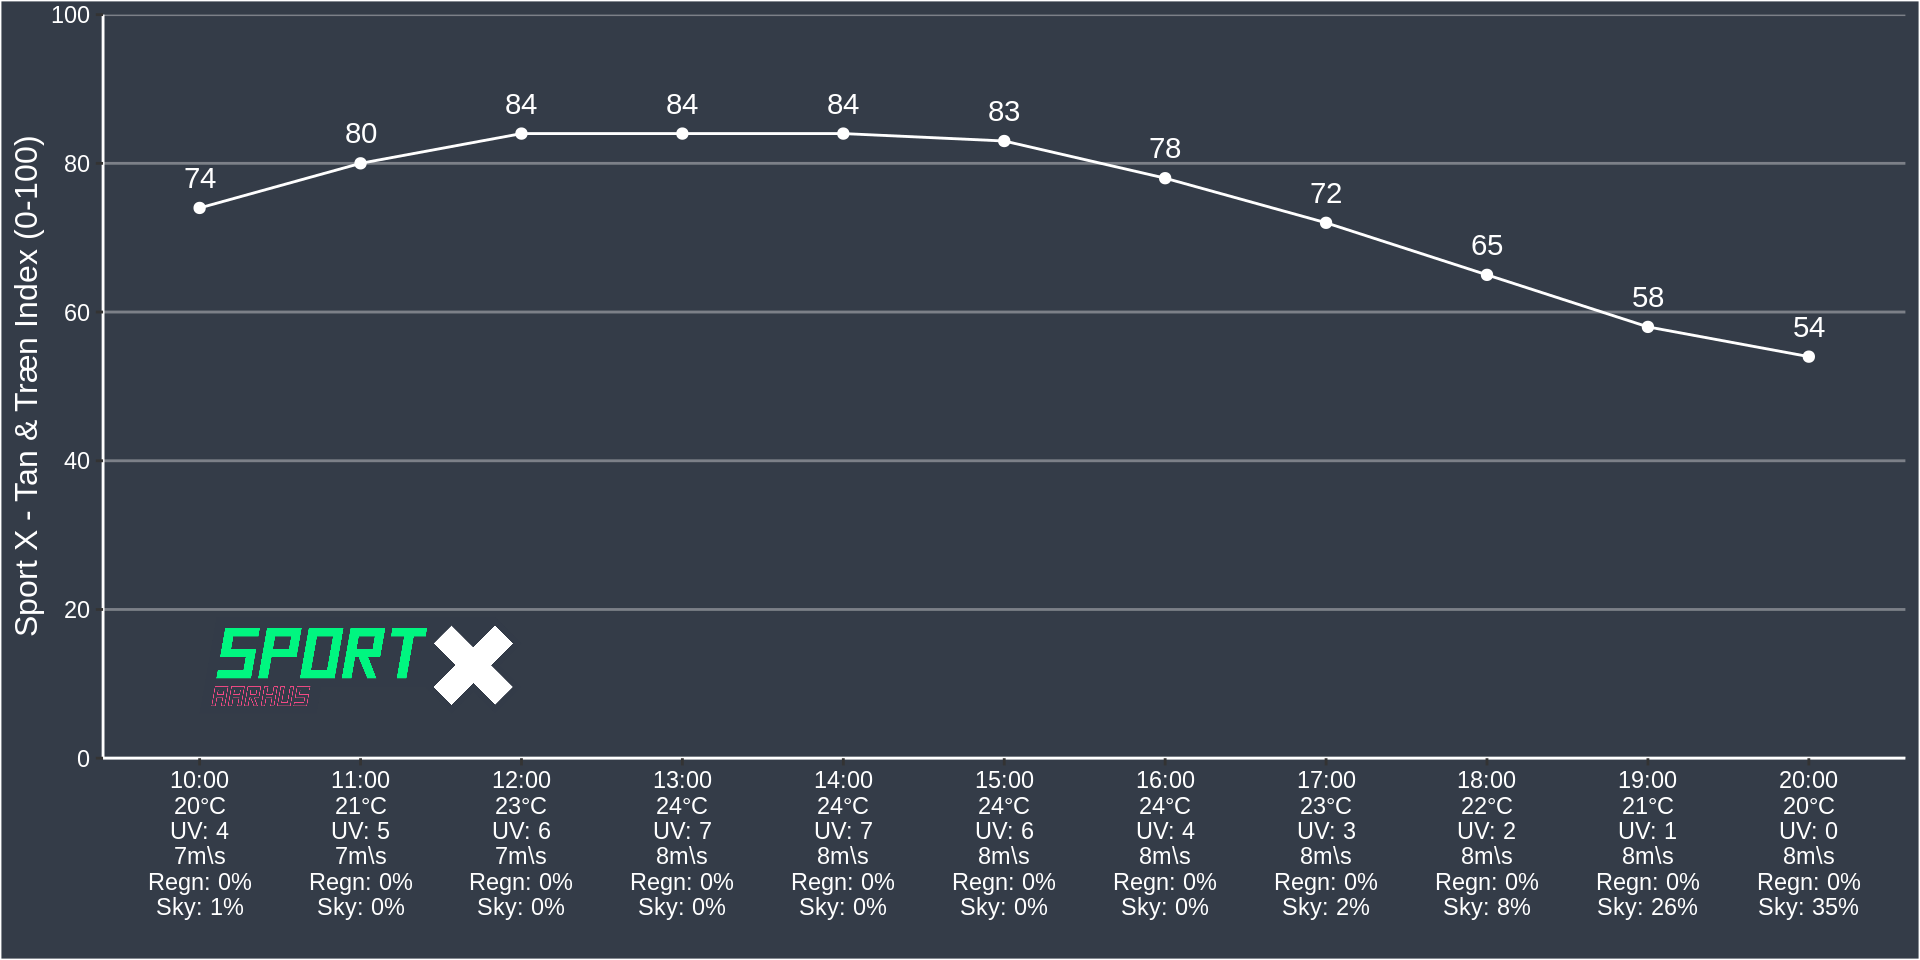 Sport X - Tan & Træn Index (0-100)
100
80
60
40
20
0
74
80
84
84
84
83
78
72
65
58
54
SPORT X
AARHUS
10:00 11:00 12:00 13:00 14:00 15:00 16:00 17:00 18:00 19:00 20:00
20°C 21°C 23°C 24°C 24°C 24°C 24°C 23°C 22°C 21°C 20°C
UV: 4 UV: 5 UV: 6 UV: 7 UV: 7 UV: 6 UV: 4 UV: 3 UV: 2 UV: 1 UV: 0
7m\s 7m\s 7m\s 8m\s 8m\s 8m\s 8m\s 8m\s 8m\s 8m\s 8m\s
Regn: 0% Regn: 0% Regn: 0% Regn: 0% Regn: 0% Regn: 0% Regn: 0% Regn: 0% Regn: 0% Regn: 0% Regn: 0%
Sky: 1% Sky: 0% Sky: 0% Sky: 0% Sky: 0% Sky: 0% Sky: 0% Sky: 2% Sky: 8% Sky: 26% Sky: 35%